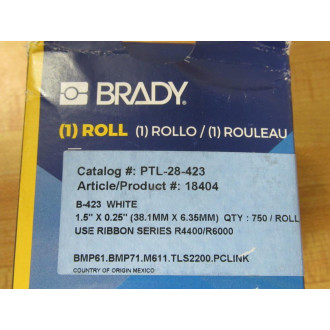 BRADY.
(1) ROLL (1) ROLLO / (1) ROULEAU
Catalog #: PTL-28-423
Article/Product #: 18404
B-423 WHITE
1.5" X 0.25" (38.1MM X 6.35MM) QTY : 750 / ROLL
USE RIBBON SERIES R4400/R6000
BMP61.BMP71.M611.TLS2200.PCLINK
COUNTRY OF ORIGIN MEXICO